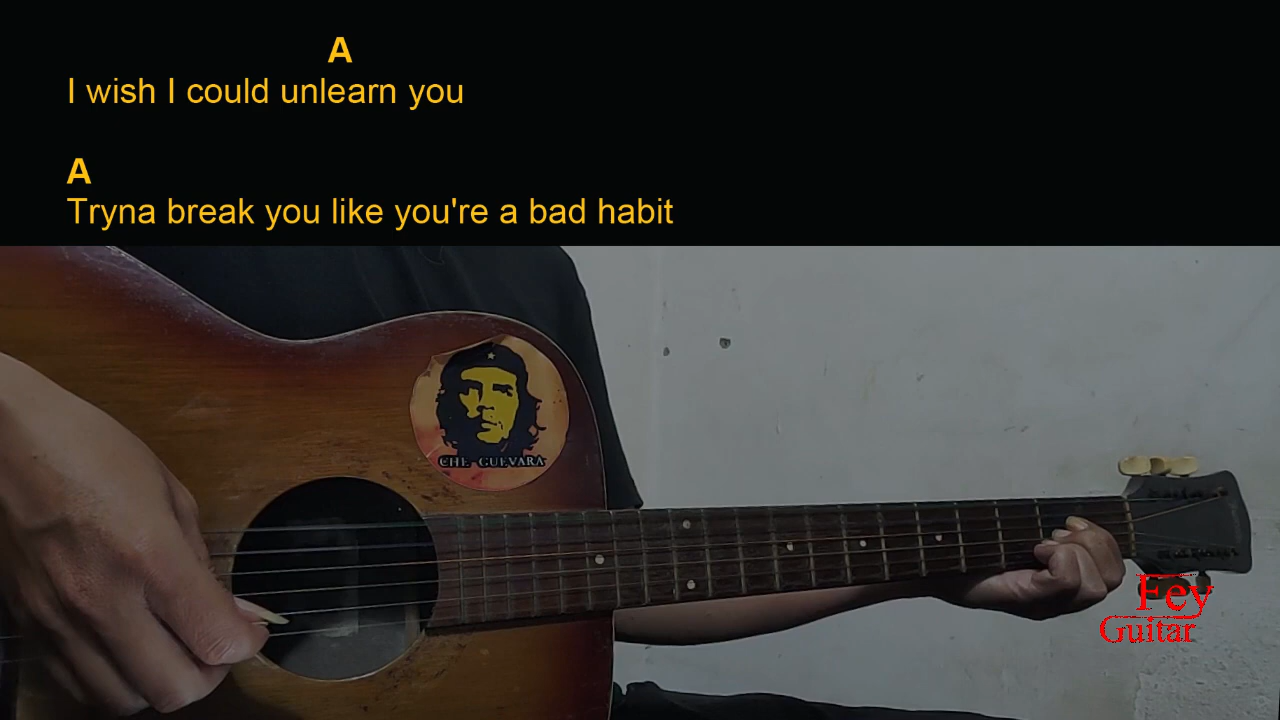 A
I wish I could unlearn you
A
Tryna break you like you're a bad habit
CHE GUEVARA
Fey
Guitar